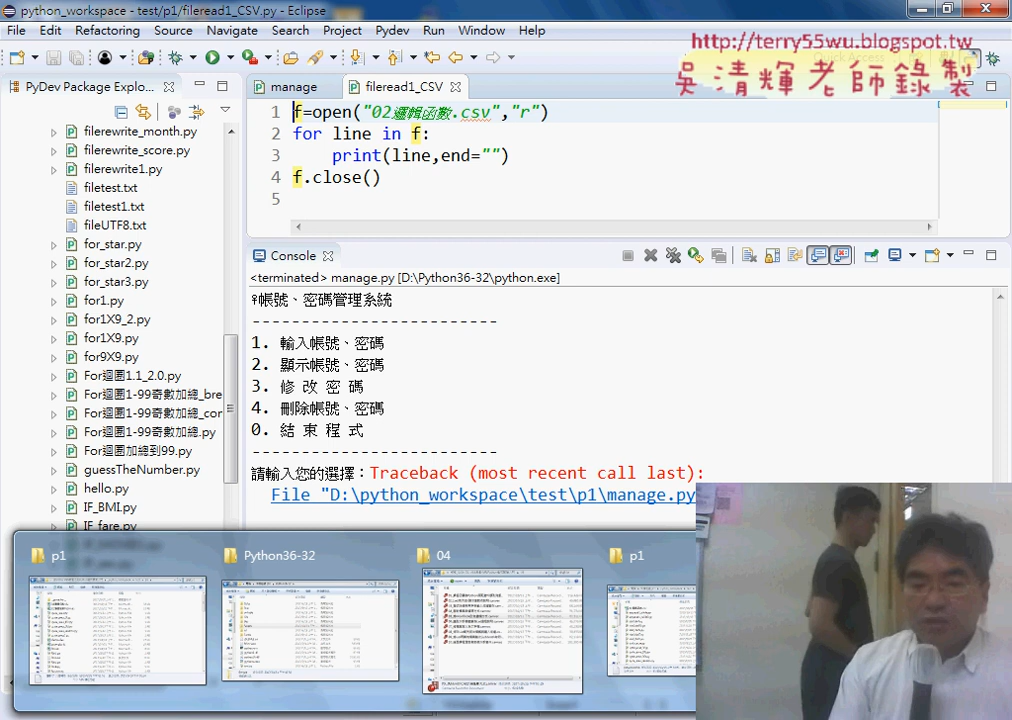 python_workspace - test/p1/fileread1_CSV.py - Eclipse
File Edit Refactoring Source Navigate Search Project Pydev Run Window Help
http://terry55wu.blogspot.tw
吳清輝老師錄製
Quick Access
PyDev Package Explo...
manage
fileread1_CSV
filerewrite_month.py
filerewrite_score.py
filerewrite1.py
filetest.txt
filetest1.txt
fileUTF8.txt
for_star.py
for_star2.py
for_star3.py
for1.py
for1X9_2.py
for1X9.py
for9X9.py
For迴圈1.1_2.0.py
For迴圈1-99奇數加總_bre
For迴圈1-99奇數加總_cor
For迴圈1-99奇數加總.py
For迴圈加總到99.py
guessTheNumber.py
hello.py
IF_BMI.py
IF_fare.py
1 f=open("02邏輯函數.csv","r")
2 for line in f:
3 print(line,end="")
4 f.close()
5
Console
<terminated> manage.py [D:\Python36-32\python.exe]
♀帳號、密碼管理系統
-------------------------
1. 輸入帳號、密碼
2. 顯示帳號、密碼
3. 修 改 密 碼
4. 刪除帳號、密碼
0. 結 束 程 式
-------------------------
請輸入您的選擇：Traceback (most recent call last):
File "D:\python_workspace\test\p1\manage.py
p1
Python36-32
04
p1